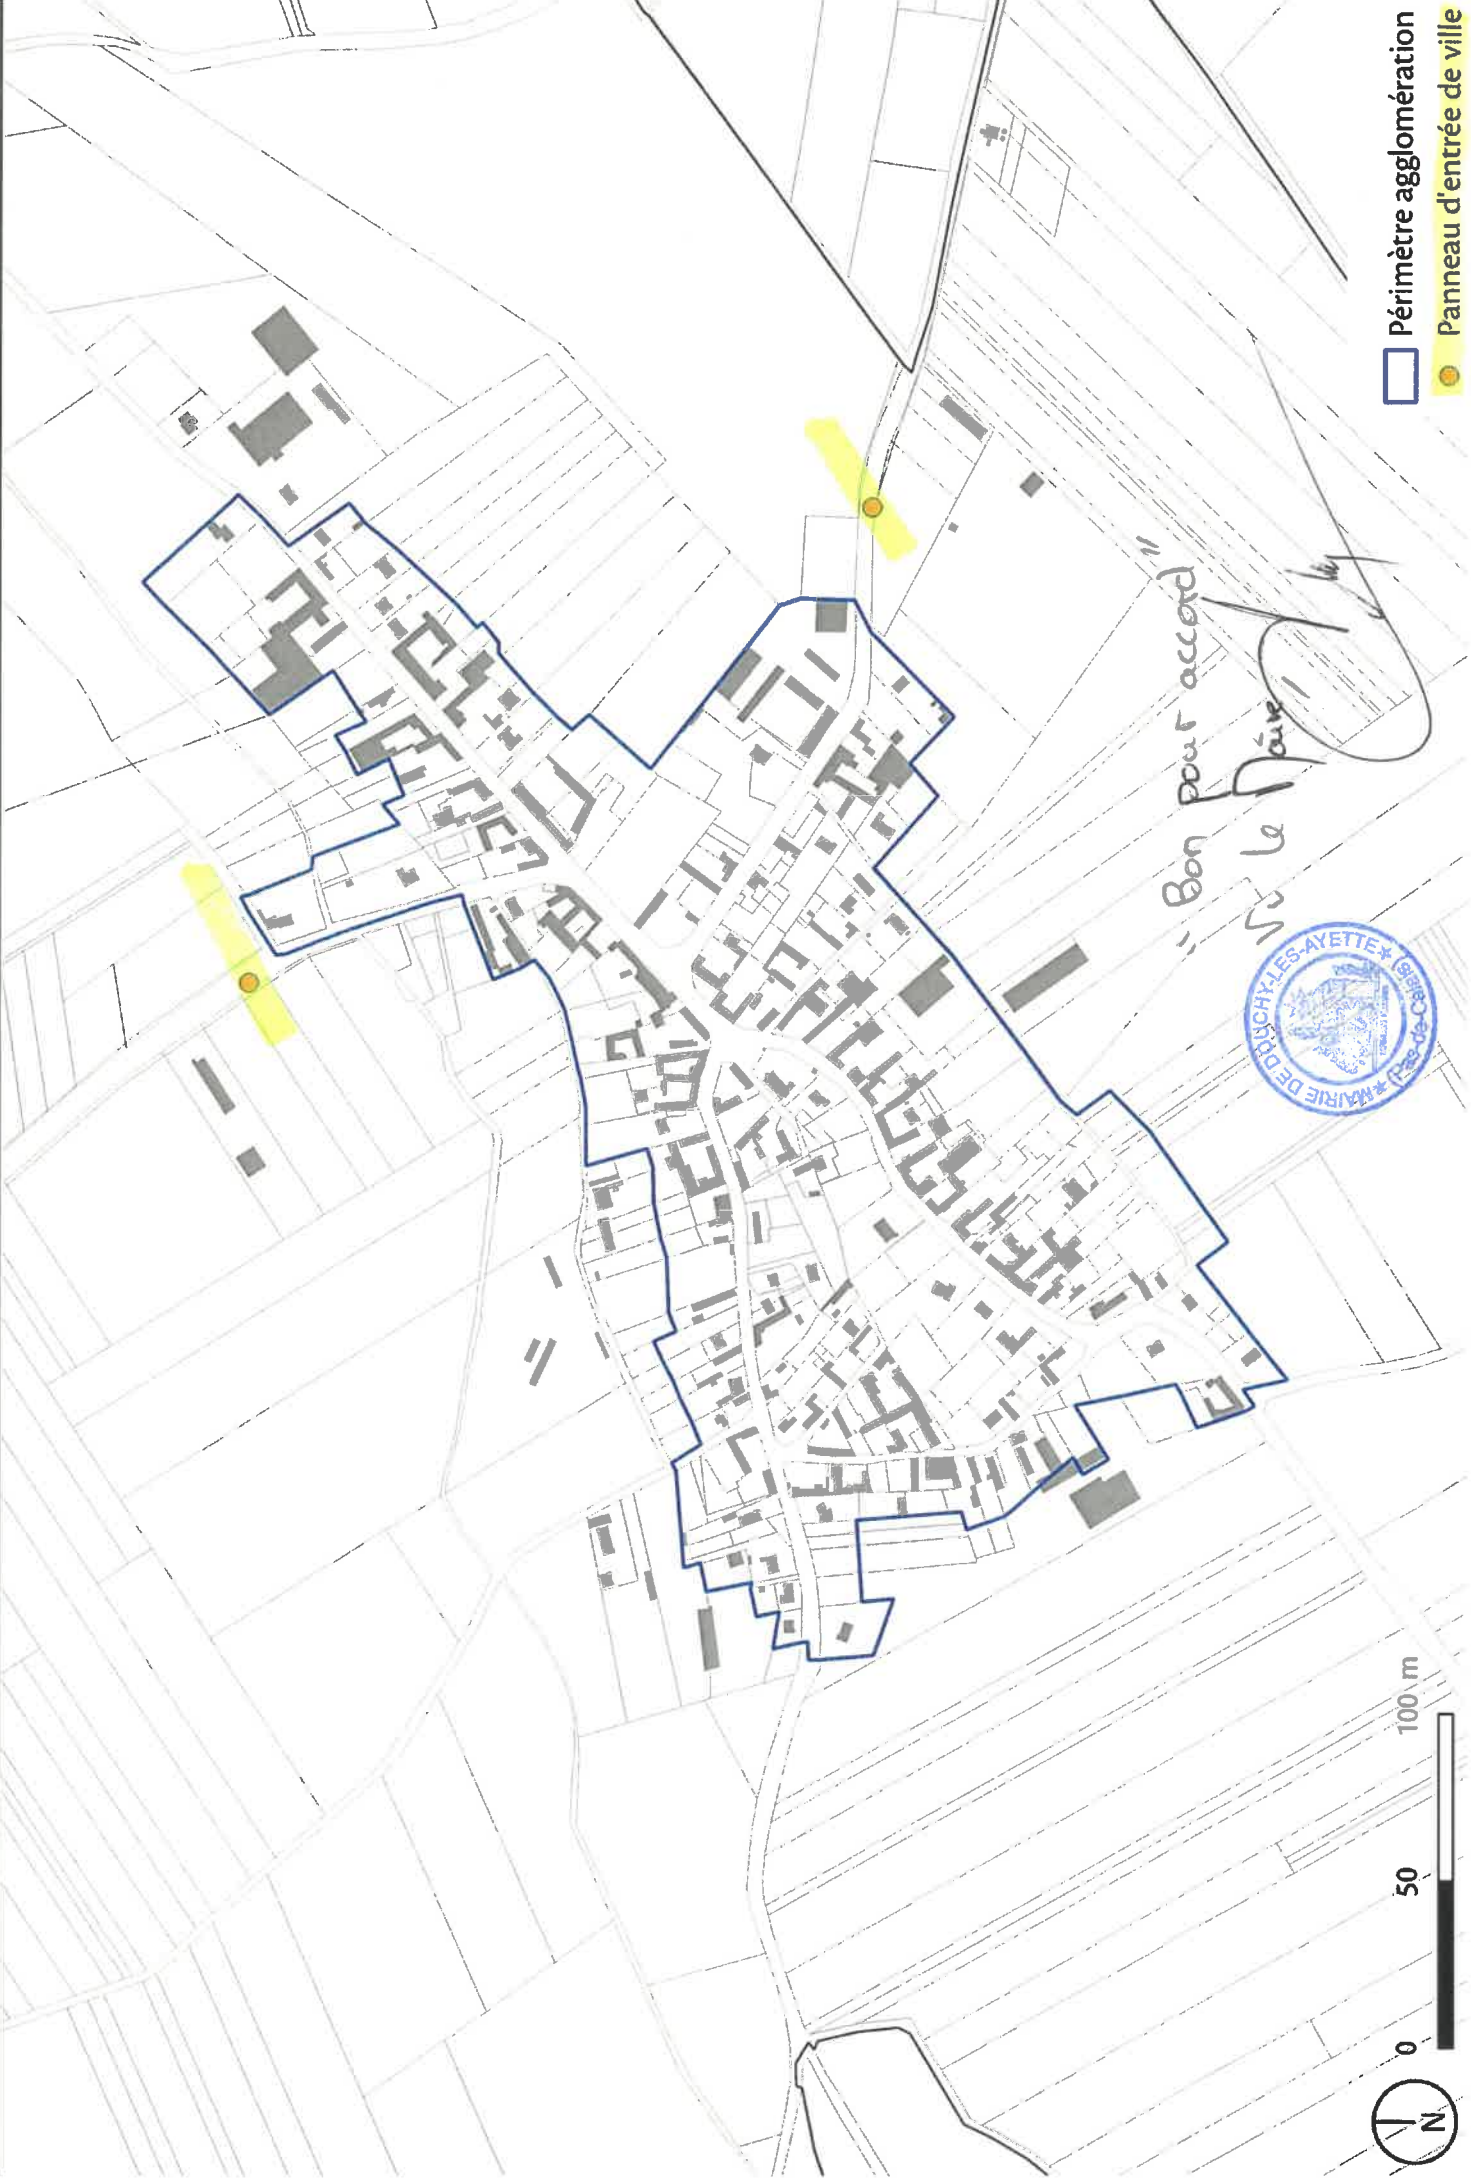 Périmètre agglomération
Panneau d'entrée de ville
" Bon pour accord "
Vu le Maire
MAIRIE DE DOUCHY-LES-AYETTE
(Pas-de-Calais)
0 50 100 m
N